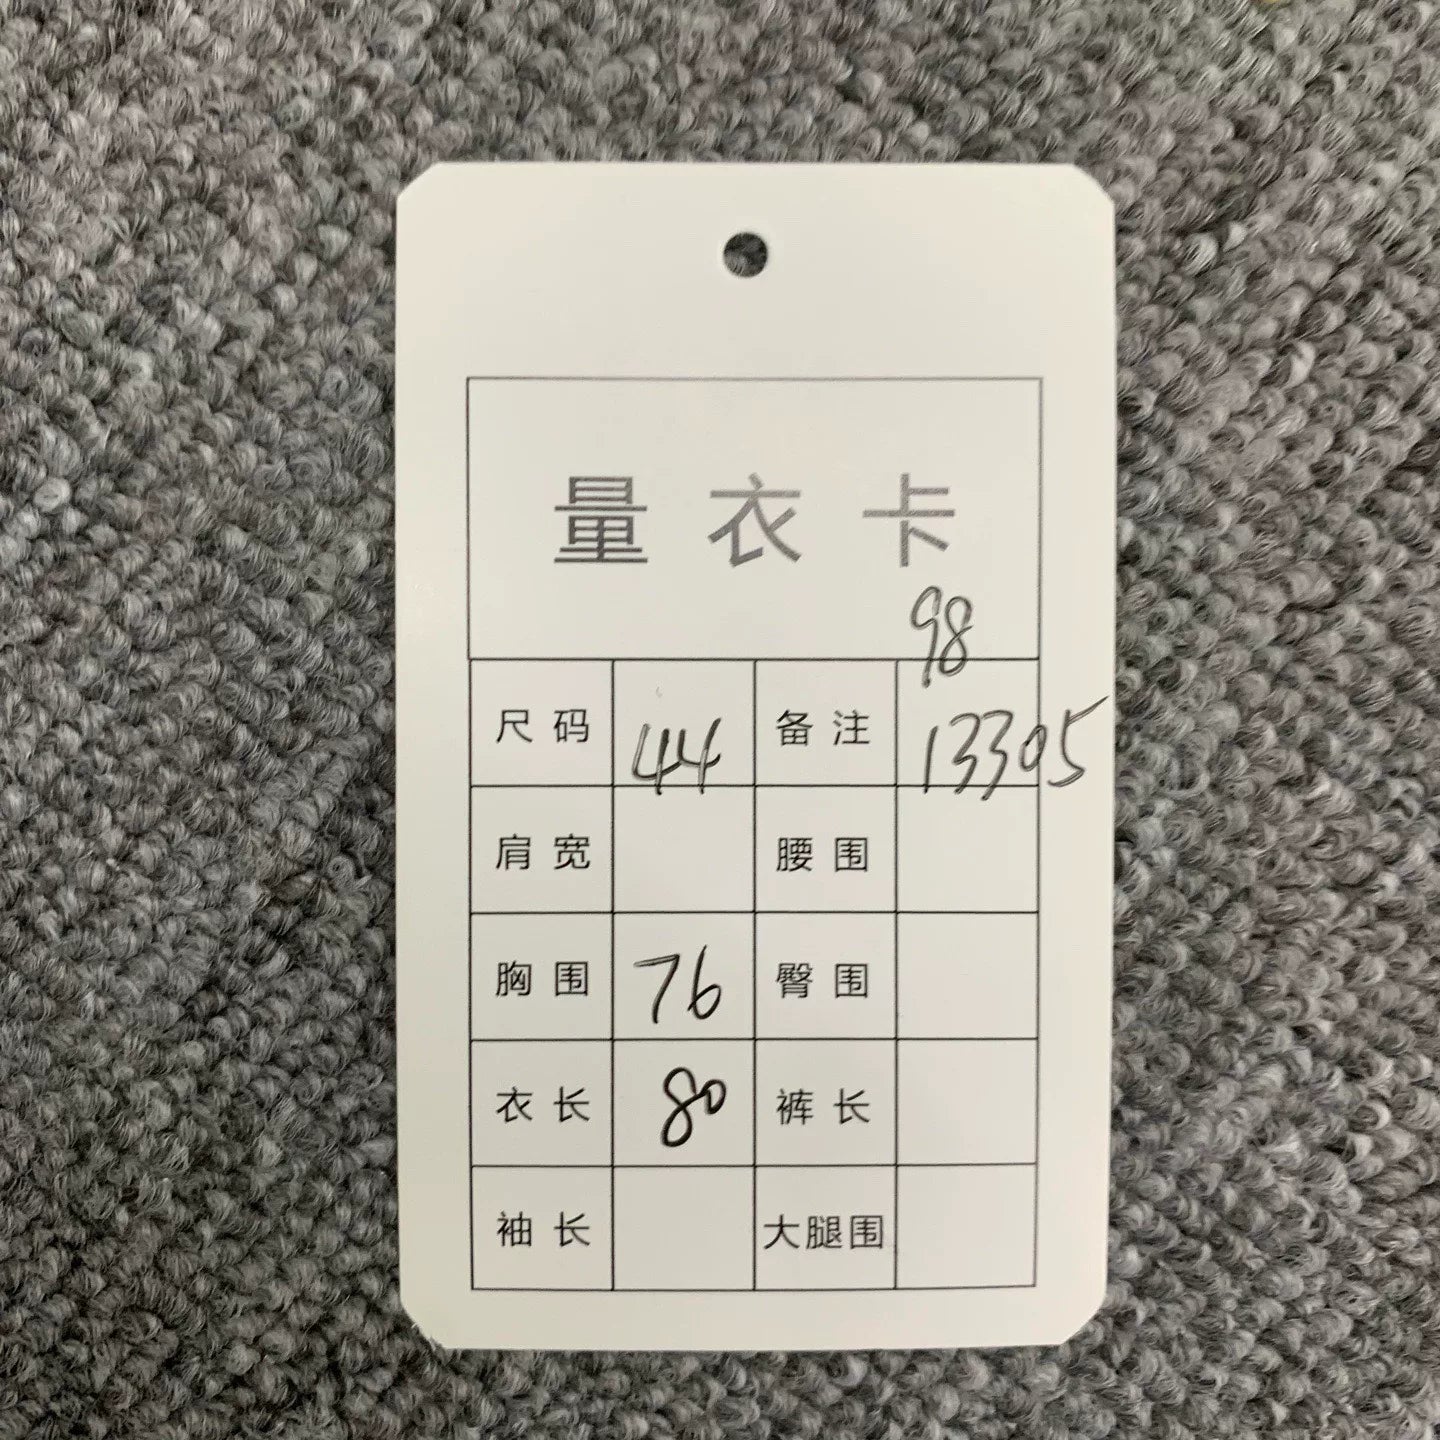 量衣卡
98
尺码 44 备注 13305
肩宽 腰围
胸围 76 臀围
衣长 80 裤长
袖长 大腿围